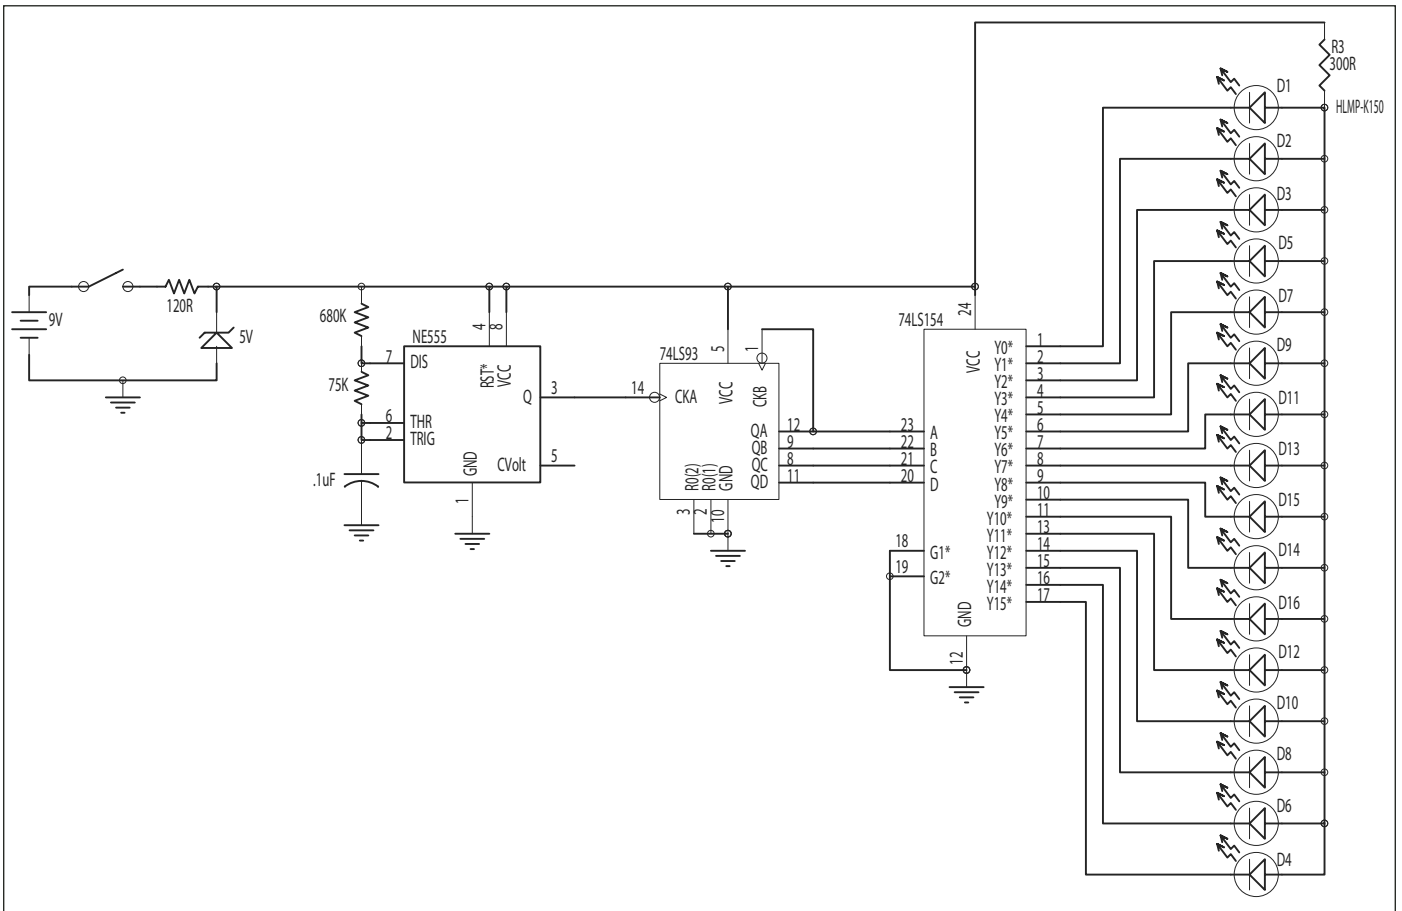 R3
300R
D1
HLMP-K150
D2
D3
D5
D7
D9
D11
D13
D15
D14
D16
D12
D10
D8
D6
D4
9V
120R
5V
680K
75K
.1uF
NE555
4
8
RST*
VCC
7
DIS
6
THR
2
TRIG
Q
3
CVolt
5
GND
1
74LS93
5
1
14
CKA
VCC
CKB
QA
12
QB
9
QC
8
QD
11
R0(2)
R0(1)
GND
3
2
10
74LS154
24
VCC
23
A
22
B
21
C
20
D
18
G1*
19
G2*
GND
12
Y0*
1
Y1*
2
Y2*
3
Y3*
4
Y4*
5
Y5*
6
Y6*
7
Y7*
8
Y8*
9
Y9*
10
Y10*
11
Y11*
13
Y12*
14
Y13*
15
Y14*
16
Y15*
17